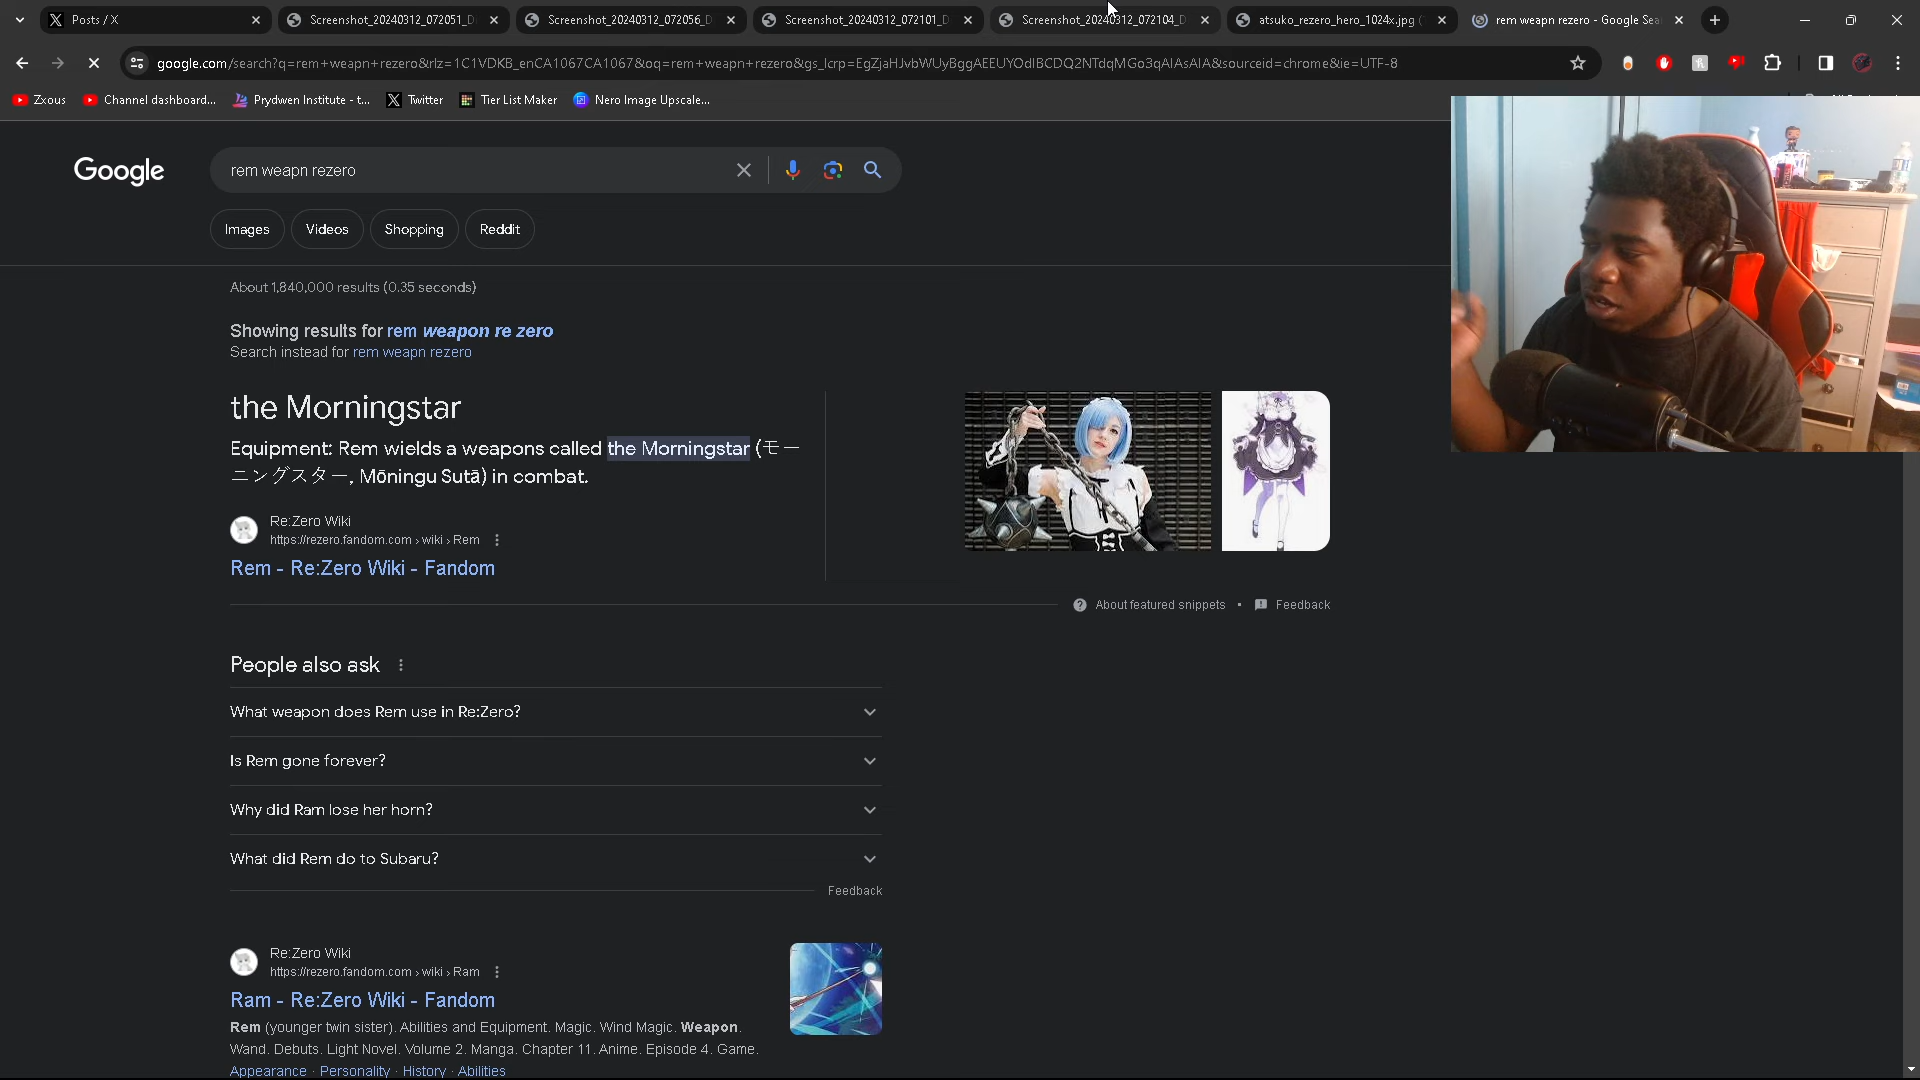 Posts / X
Screenshot_20240312_072051_D
Screenshot_20240312_072056_D
Screenshot_20240312_072101_D
Screenshot_20240312_072104_D
atsuko_rezero_hero_1024x.jpg (
rem weapn rezero - Google Sea
google.com/search?q=rem+weapn+rezero&rlz=1C1VDKB_enCA1067CA1067&oq=rem+weapn+rezero&gs_lcrp=EgZjaHJvbWUyBggAEEUYOdIBCDQ2NTdqMGo3qAIAsAIA&sourceid=chrome&ie=UTF-8
Zxous
Channel dashboard...
Prydwen Institute - t...
Twitter
Tier List Maker
Nero Image Upscale...
Google
rem weapn rezero
Images
Videos
Shopping
Reddit
About 1,840,000 results (0.35 seconds)
Showing results for rem weapon re zero
Search instead for rem weapn rezero
the Morningstar
Equipment: Rem wields a weapons called the Morningstar (モー
ニングスター, Mōningu Sutā) in combat.
Re:Zero Wiki
https://rezero.fandom.com › wiki › Rem
Rem - Re:Zero Wiki - Fandom
About featured snippets
•
Feedback
People also ask
What weapon does Rem use in Re:Zero?
Is Rem gone forever?
Why did Ram lose her horn?
What did Rem do to Subaru?
Feedback
Re:Zero Wiki
https://rezero.fandom.com › wiki › Ram
Ram - Re:Zero Wiki - Fandom
Rem (younger twin sister). Abilities and Equipment. Magic. Wind Magic. Weapon.
Wand. Debuts. Light Novel. Volume 2. Manga. Chapter 11. Anime. Episode 4. Game.
Appearance · Personality · History · Abilities